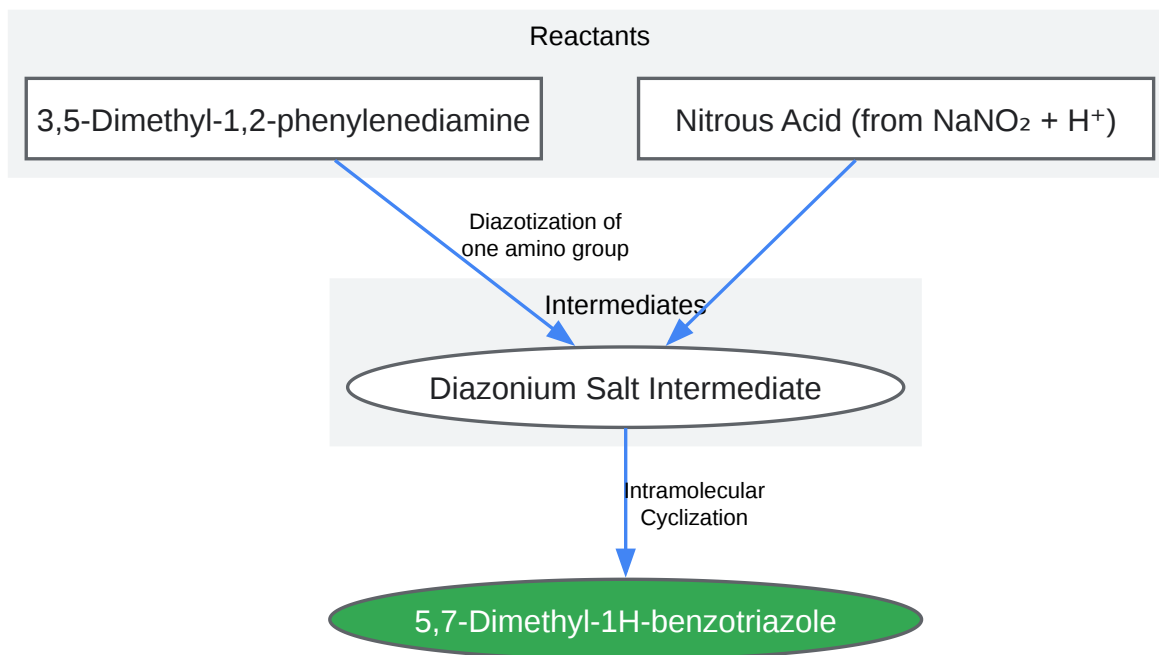 Reactants
3,5-Dimethyl-1,2-phenylenediamine
Nitrous Acid (from NaNO₂ + H⁺)
Diazotization of
one amino group
Intermediates
Diazonium Salt Intermediate
Intramolecular
Cyclization
5,7-Dimethyl-1H-benzotriazole